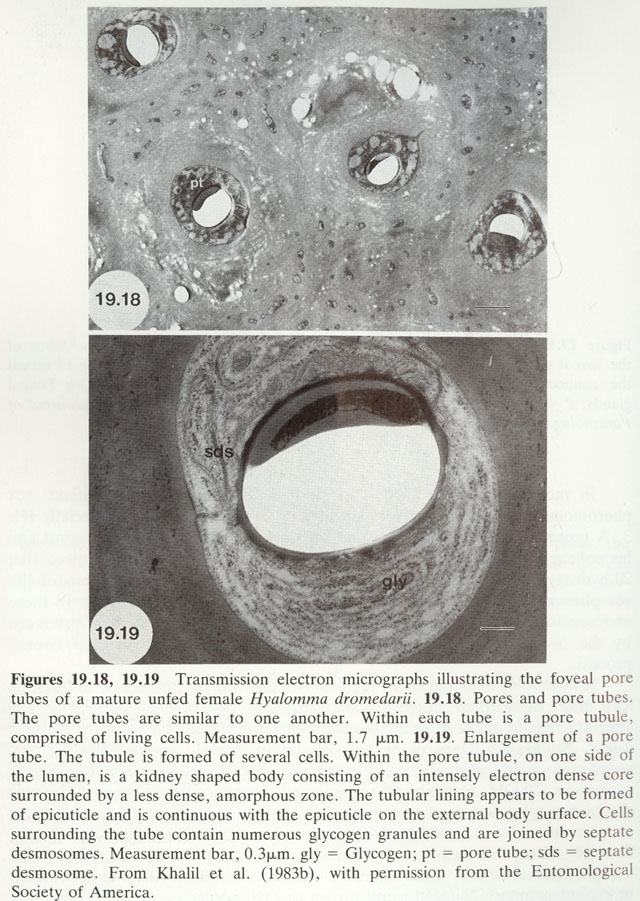 pt
19.18
sds
gly
19.19
Figures 19.18, 19.19 Transmission electron micrographs illustrating the foveal pore
tubes of a mature unfed female Hyalomma dromedarii. 19.18. Pores and pore tubes.
The pore tubes are similar to one another. Within each tube is a pore tubule,
comprised of living cells. Measurement bar, 1.7 μm. 19.19. Enlargement of a pore
tube. The tubule is formed of several cells. Within the pore tubule, on one side of
the lumen, is a kidney shaped body consisting of an intensely electron dense core
surrounded by a less dense, amorphous zone. The tubular lining appears to be formed
of epicuticle and is continuous with the epicuticle on the external body surface. Cells
surrounding the tube contain numerous glycogen granules and are joined by septate
desmosomes. Measurement bar, 0.3μm. gly = Glycogen; pt = pore tube; sds = septate
desmosome. From Khalil et al. (1983b), with permission from the Entomological
Society of America.